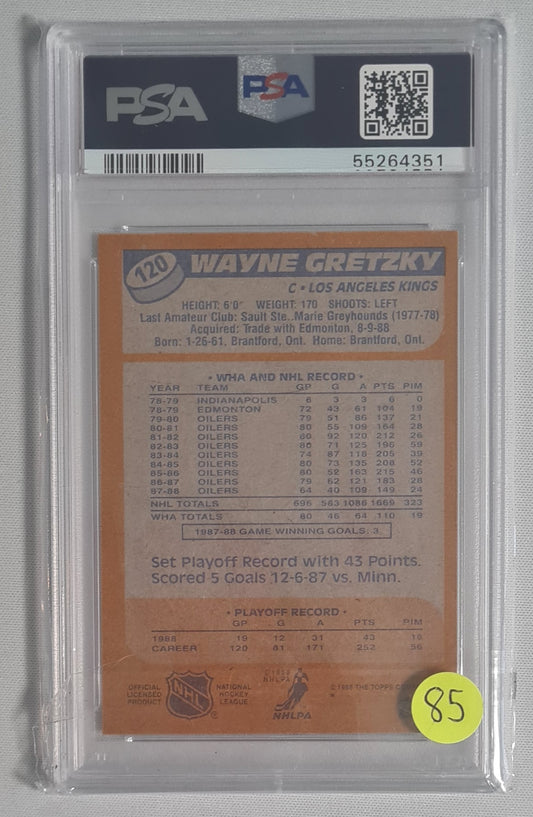 PSA PSA
55264351
120 WAYNE GRETZKY
C • LOS ANGELES KINGS
HEIGHT: 6'0" WEIGHT: 170 SHOOTS: LEFT
Last Amateur Club: Sault Ste..Marie Greyhounds (1977-78)
Acquired: Trade with Edmonton, 8-9-88
Born: 1-26-61, Brantford, Ont. Home: Brantford, Ont.
• WHA AND NHL RECORD •
YEAR TEAM GP G A PTS PIM
78-79 INDIANAPOLIS 8 3 3 6 0
78-79 EDMONTON 72 43 61 104 19
79-80 OILERS 79 51 86 137 21
80-81 OILERS 80 55 109 164 28
81-82 OILERS 80 92 120 212 26
82-83 OILERS 80 71 125 196 59
83-84 OILERS 74 87 118 205 39
84-85 OILERS 80 73 135 208 52
85-86 OILERS 80 52 163 215 46
86-87 OILERS 79 62 121 183 28
87-88 OILERS 64 40 109 149 24
NHL TOTALS 696 583 1086 1669 323
WHA TOTALS 80 46 64 110 19
1987-88 GAME WINNING GOALS: 3
Set Playoff Record with 43 Points.
Scored 5 Goals 12-6-87 vs. Minn.
• PLAYOFF RECORD •
GP G A PTS PIM
1988 19 12 31 43 16
CAREER 120 81 171 252 56
OFFICIAL LICENSED PRODUCT
NHL
®
NATIONAL HOCKEY LEAGUE
©1988 NHLPA
NHLPA
©1988 THE TOPPS
85